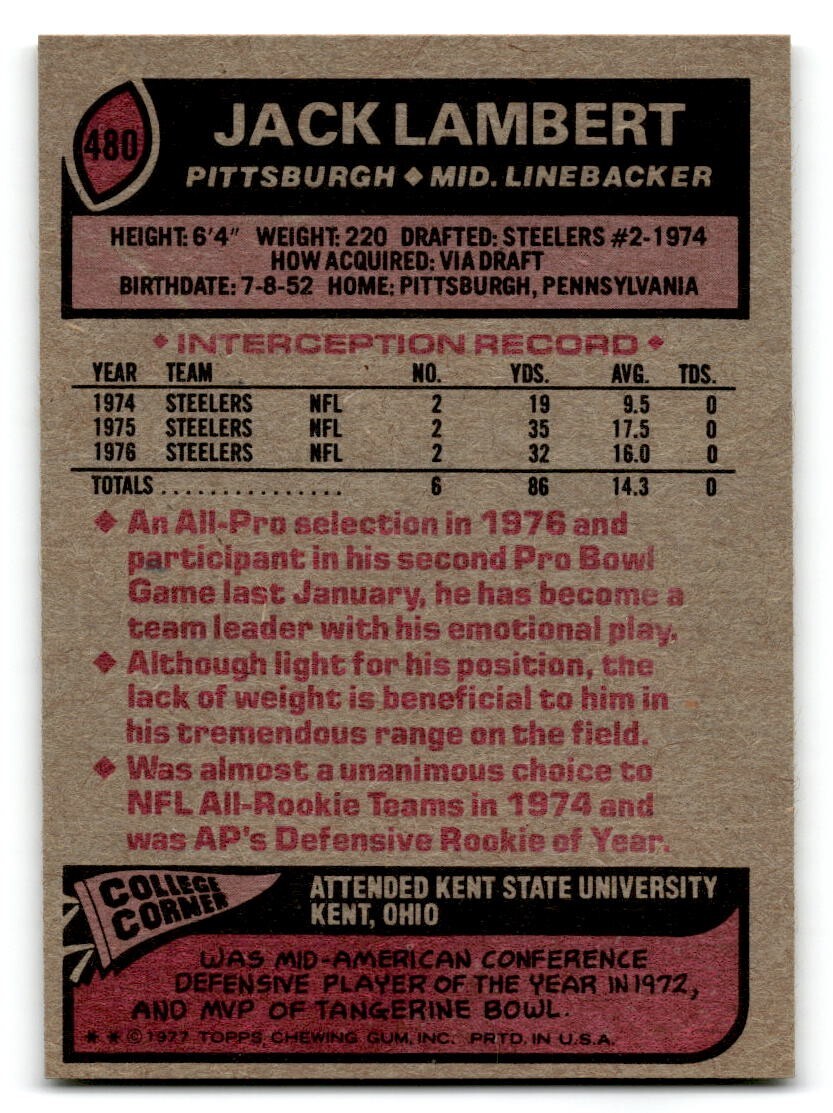 480
JACK LAMBERT
PITTSBURGH ◆ MID. LINEBACKER
HEIGHT: 6'4" WEIGHT: 220 DRAFTED: STEELERS #2-1974
HOW ACQUIRED: VIA DRAFT
BIRTHDATE: 7-8-52 HOME: PITTSBURGH, PENNSYLVANIA
◆ INTERCEPTION RECORD ◆
YEAR TEAM NO. YDS. AVG. TDS.
1974 STEELERS NFL 2 19 9.5 0
1975 STEELERS NFL 2 35 17.5 0
1976 STEELERS NFL 2 32 16.0 0
TOTALS ............... 6 86 14.3 0
◆ An All-Pro selection in 1976 and
participant in his second Pro Bowl
Game last January, he has become a
team leader with his emotional play.
◆ Although light for his position, the
lack of weight is beneficial to him in
his tremendous range on the field.
◆ Was almost a unanimous choice to
NFL All-Rookie Teams in 1974 and
was AP's Defensive Rookie of Year.
COLLEGE
CORNER
ATTENDED KENT STATE UNIVERSITY
KENT, OHIO
WAS MID-AMERICAN CONFERENCE
DEFENSIVE PLAYER OF THE YEAR IN 1972,
AND MVP OF TANGERINE BOWL.
* * © 1977 TOPPS CHEWING GUM, INC. PRTD. IN U.S.A.